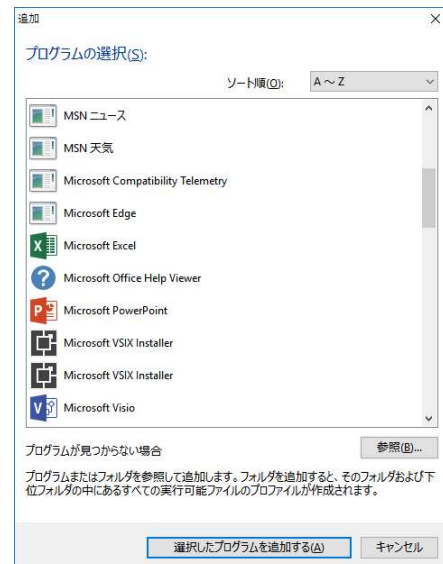 追加
プログラムの選択(S):
ソート順(O): A ～ Z
MSN ニュース
MSN 天気
Microsoft Compatibility Telemetry
Microsoft Edge
Microsoft Excel
Microsoft Office Help Viewer
Microsoft PowerPoint
Microsoft VSIX Installer
Microsoft VSIX Installer
Microsoft Visio
プログラムが見つからない場合 参照(B)...
プログラムまたはフォルダを参照して追加します。フォルダを追加すると、そのフォルダおよび下
位フォルダの中にあるすべての実行可能ファイルのプロファイルが作成されます。
選択したプログラムを追加する(A) キャンセル